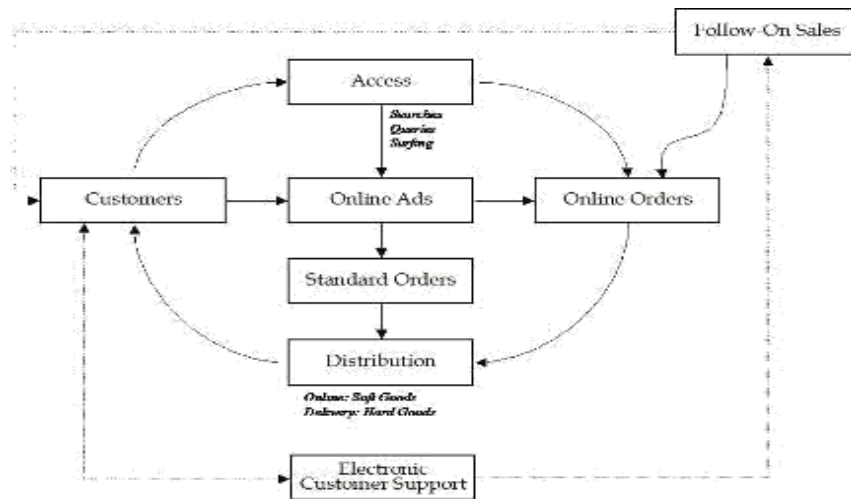 Follow-On Sales
Access
Searches
Queries
Surfing
Customers
Online Ads
Online Orders
Standard Orders
Distribution
Online: Soft Goods
Delivery: Hard Goods
Electronic
Customer Support